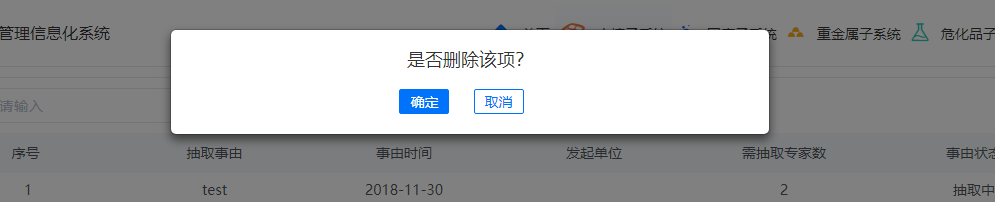 管理信息化系统
重金属子系统
危化品子
是否删除该项?
确定 取消
请输入
序号 抽取事由 事由时间 发起单位 需抽取专家数 事由状态
1 test 2018-11-30 2 抽取中